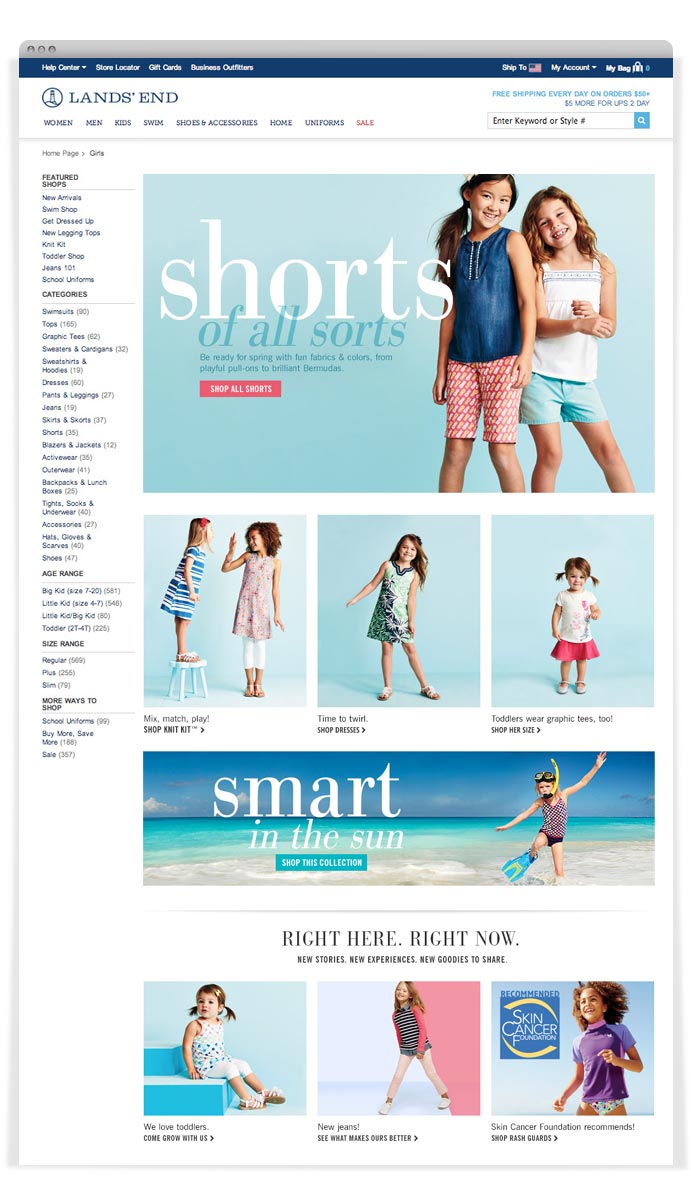 Help Center Store Locator Gift Cards Business Outfitters
Ship To My Account My Bag 0
LANDS' END
FREE SHIPPING EVERY DAY ON ORDERS $50+
$5 MORE FOR UPS 2 DAY
WOMEN MEN KIDS SWIM SHOES & ACCESSORIES HOME UNIFORMS SALE
Enter Keyword or Style #
Home Page > Girls
FEATURED
SHOPS
New Arrivals
Swim Shop
Get Dressed Up
New Legging Tops
Knit Kit
Toddler Shop
Jeans 101
School Uniforms
CATEGORIES
Swimsuits (90)
Tops (165)
Graphic Tees (62)
Sweaters & Cardigans (32)
Sweatshirts &
Hoodies (19)
Dresses (60)
Pants & Leggings (27)
Jeans (19)
Skirts & Skorts (37)
Shorts (35)
Blazers & Jackets (12)
Activewear (35)
Outerwear (41)
Backpacks & Lunch
Boxes (25)
Tights, Socks &
Underwear (40)
Accessories (27)
Hats, Gloves &
Scarves (40)
Shoes (47)
AGE RANGE
Big Kid (size 7-20) (581)
Little Kid (size 4-7) (546)
Little Kid/Big Kid (80)
Toddler (2T-4T) (225)
SIZE RANGE
Regular (569)
Plus (255)
Slim (79)
MORE WAYS TO
SHOP
School Uniforms (99)
Buy More, Save
More (188)
Sale (357)
shorts
of all sorts
Be ready for spring with fun fabrics & colors, from
playful pull-ons to brilliant Bermudas.
SHOP ALL SHORTS
Mix, match, play!
SHOP KNIT KIT™ >
Time to twirl.
SHOP DRESSES >
Toddlers wear graphic tees, too!
SHOP HER SIZE >
smart
in the sun
SHOP THIS COLLECTION
RIGHT HERE. RIGHT NOW.
NEW STORIES. NEW EXPERIENCES. NEW GOODIES TO SHARE.
RECOMMENDED
SKIN
CANCER
FOUNDATION
We love toddlers.
COME GROW WITH US >
New jeans!
SEE WHAT MAKES OURS BETTER >
Skin Cancer Foundation recommends!
SHOP RASH GUARDS >